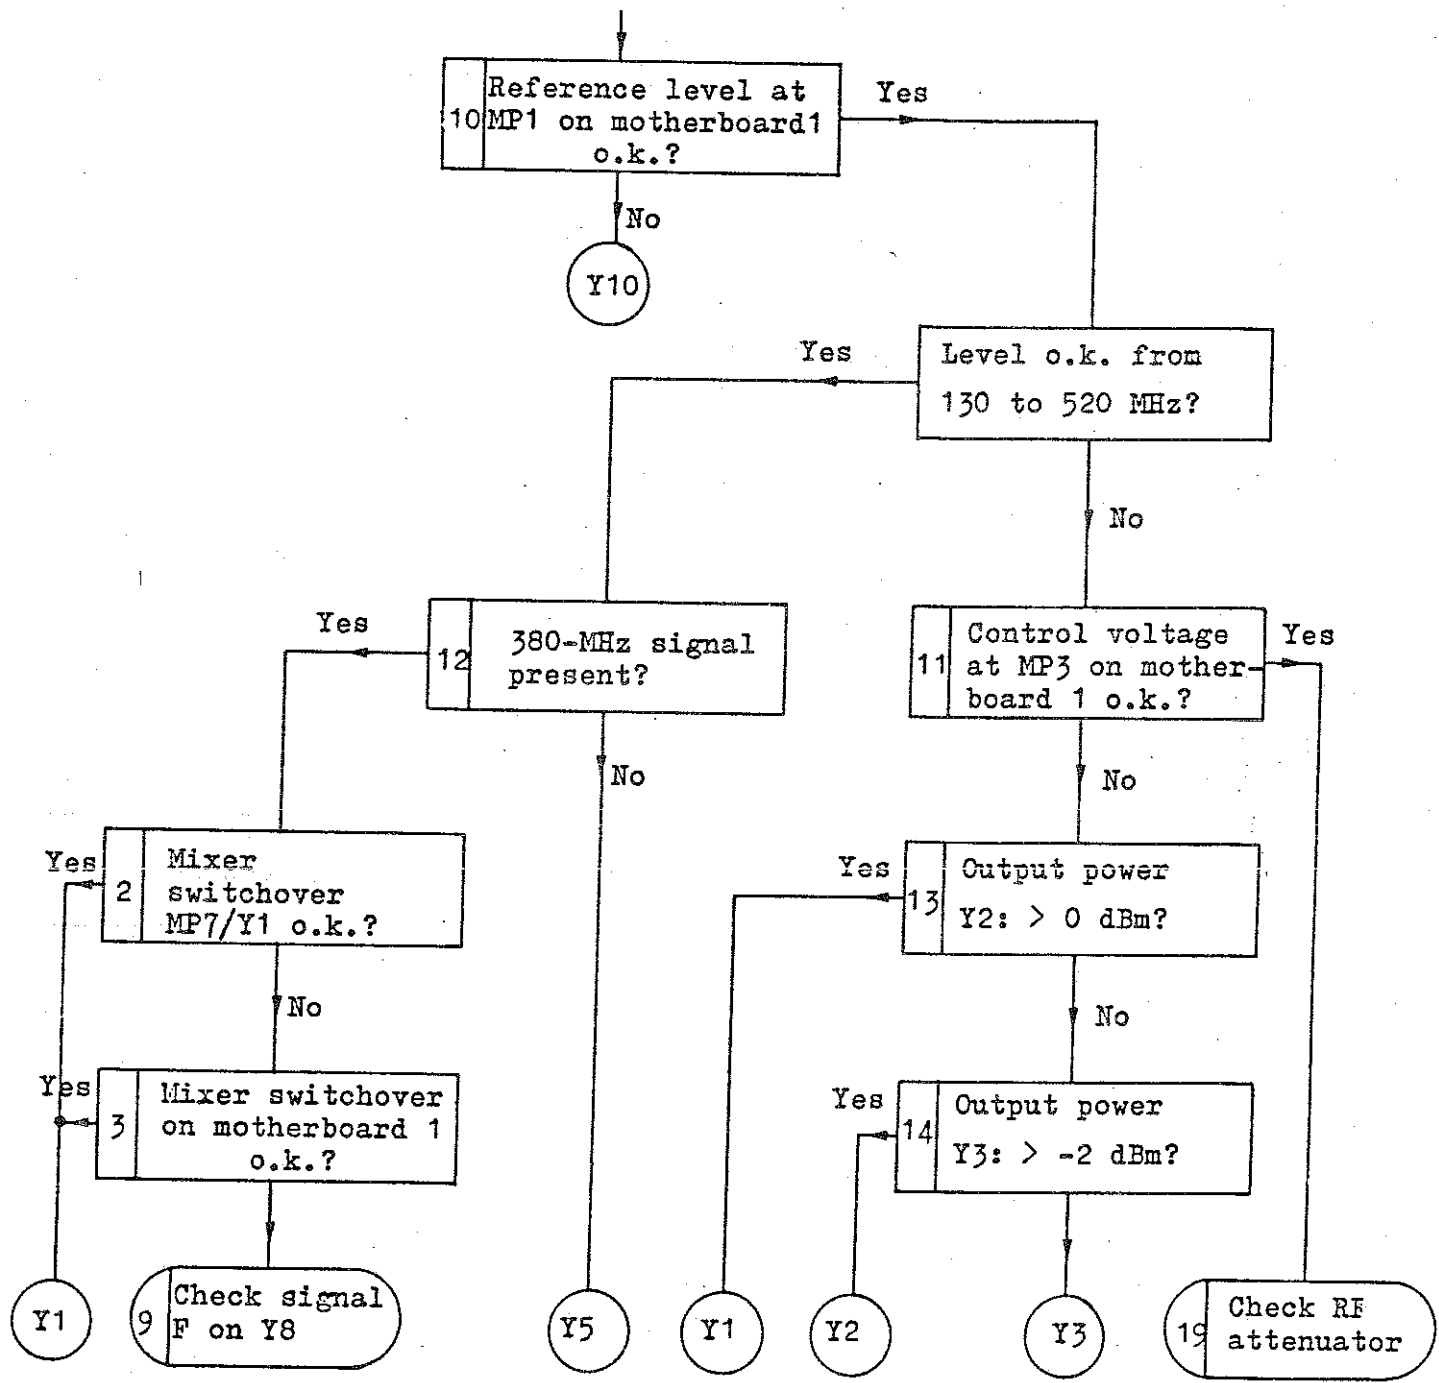 Reference level at
10 MP1 on motherboard1
o.k.?
Yes
No
Y10
Level o.k. from
130 to 520 MHz?
Yes
No
12
380-MHz signal
present?
Yes
No
11
Control voltage
at MP3 on mother-
board 1 o.k.?
Yes
No
2
Mixer
switchover
MP7/Y1 o.k.?
Yes
No
13
Output power
Y2: > 0 dBm?
Yes
No
3
Mixer switchover
on motherboard 1
o.k.?
Yes
14
Output power
Y3: > -2 dBm?
Yes
Y1
9
Check signal
F on Y8
Y5
Y1
Y2
Y3
19
Check RF
attenuator